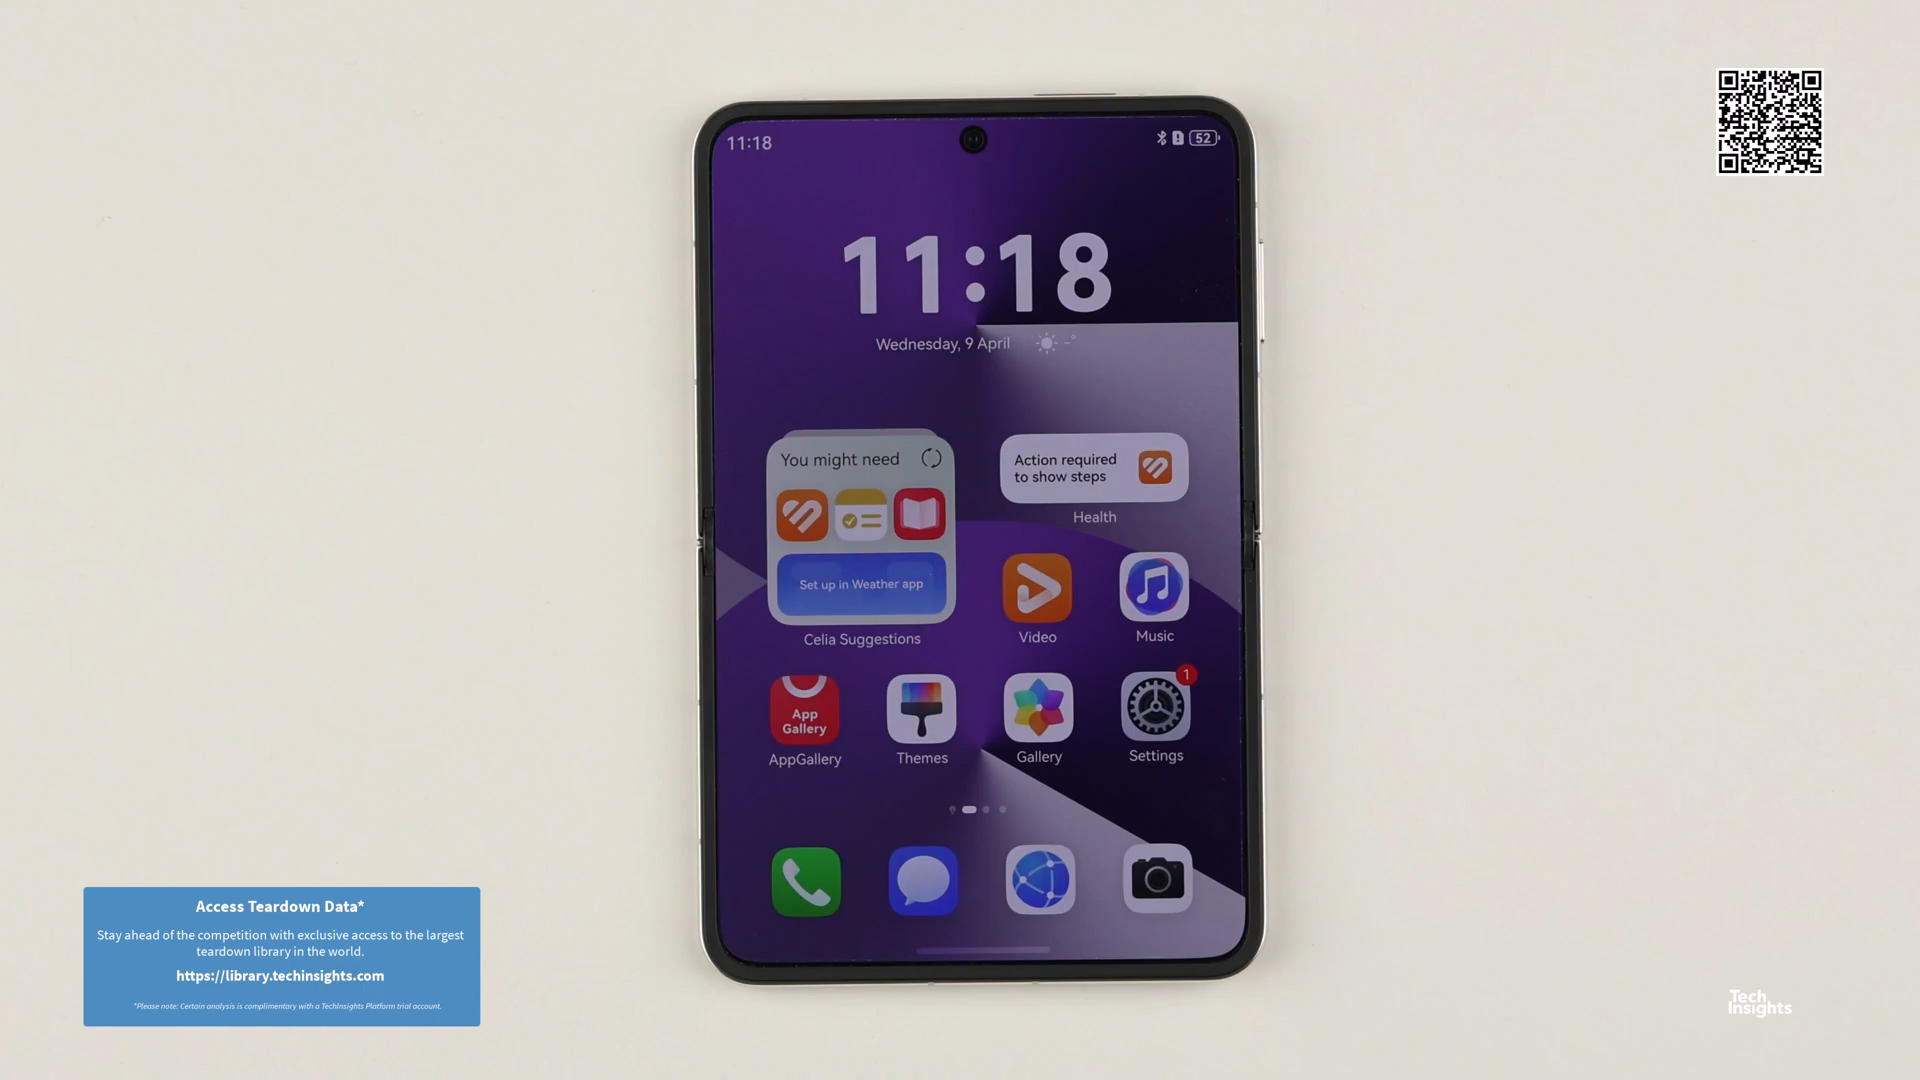 11:18
52
11:18
Wednesday, 9 April
You might need
Action required
to show steps
Health
Set up in Weather app
Celia Suggestions
Video
Music
App
Gallery
1
AppGallery
Themes
Gallery
Settings
Access Teardown Data*
Stay ahead of the competition with exclusive access to the largest
teardown library in the world.
https://library.techinsights.com
*Please note: Certain analysis is complimentary with a TechInsights Platform trial account.
Tech
Insights